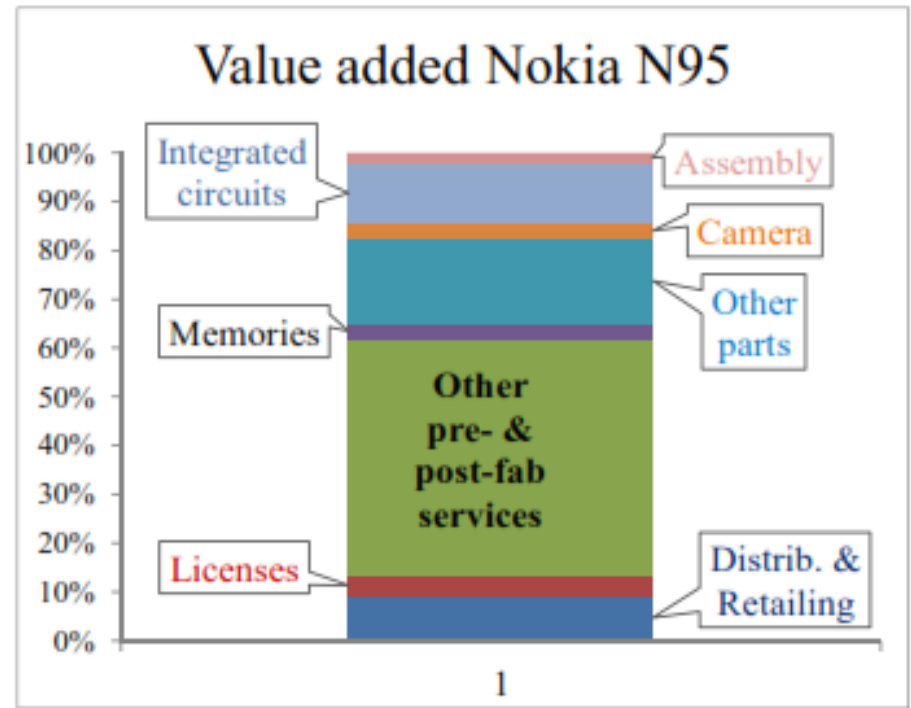 Value added Nokia N95
100%
90%
80%
70%
60%
50%
40%
30%
20%
10%
0%
Integrated
circuits
Assembly
Camera
Other
parts
Memories
Other
pre- &
post-fab
services
Licenses
Distrib. &
Retailing
1